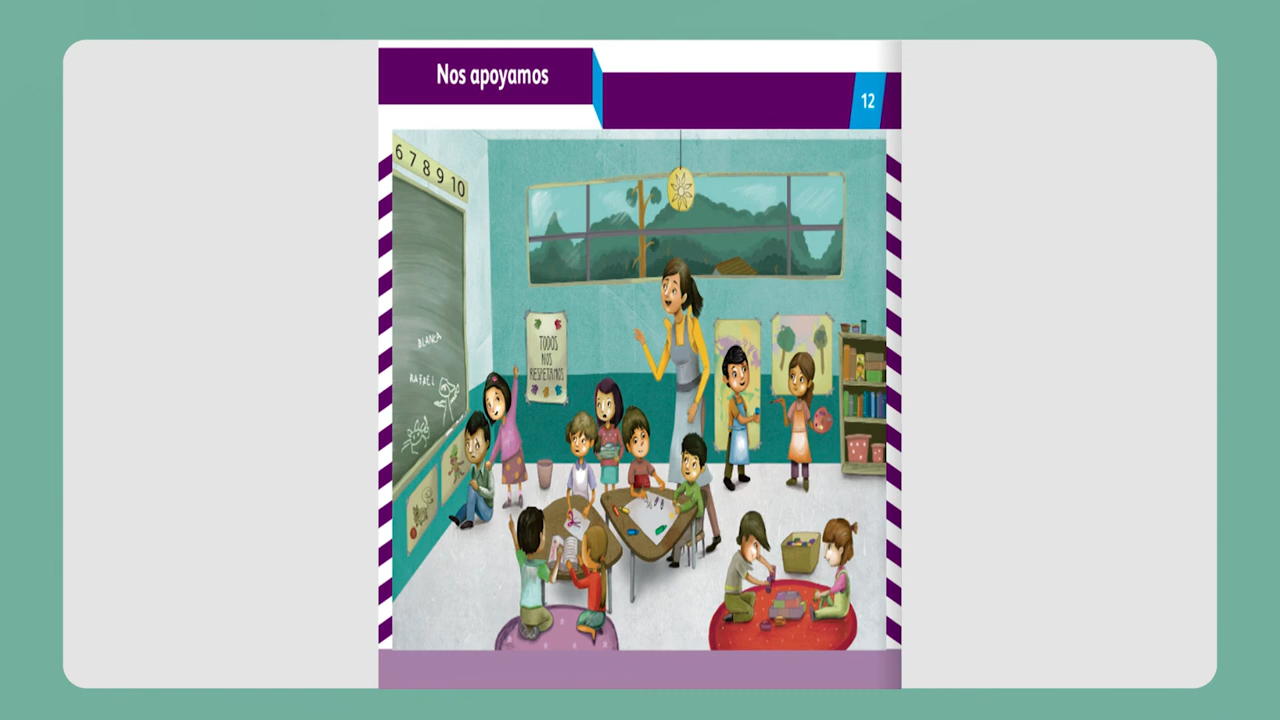 Nos apoyamos
12
6 7 8 9 10
BLANCA
RAFAEL
TODOS
NOS
RESPETAMOS